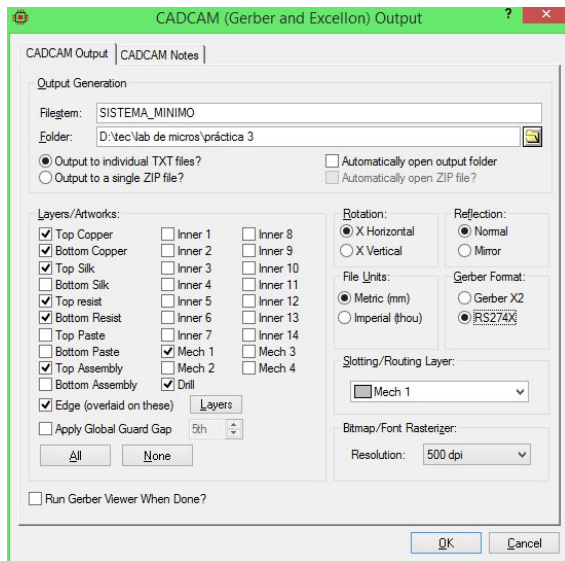 CADCAM (Gerber and Excellon) Output ? ×
CADCAM Output CADCAM Notes
Output Generation
Filestem: SISTEMA_MINIMO
Folder: D:\tec\lab de micros\práctica 3
Output to individual TXT files? Automatically open output folder
Output to a single ZIP file? Automatically open ZIP file?
Layers/Artworks:
Top Copper Inner 1 Inner 8
Bottom Copper Inner 2 Inner 9
Top Silk Inner 3 Inner 10
Bottom Silk Inner 4 Inner 11
Top resist Inner 5 Inner 12
Bottom Resist Inner 6 Inner 13
Top Paste Inner 7 Inner 14
Bottom Paste Mech 1 Mech 3
Top Assembly Mech 2 Mech 4
Bottom Assembly Drill
Edge (overlaid on these) Layers
Apply Global Guard Gap 5th
All None
Rotation:
X Horizontal
X Vertical
Reflection:
Normal
Mirror
File Units:
Metric (mm)
Imperial (thou)
Gerber Format:
Gerber X2
RS274X
Slotting/Routing Layer:
Mech 1
Bitmap/Font Rasterizer:
Resolution: 500 dpi
Run Gerber Viewer When Done?
OK Cancel